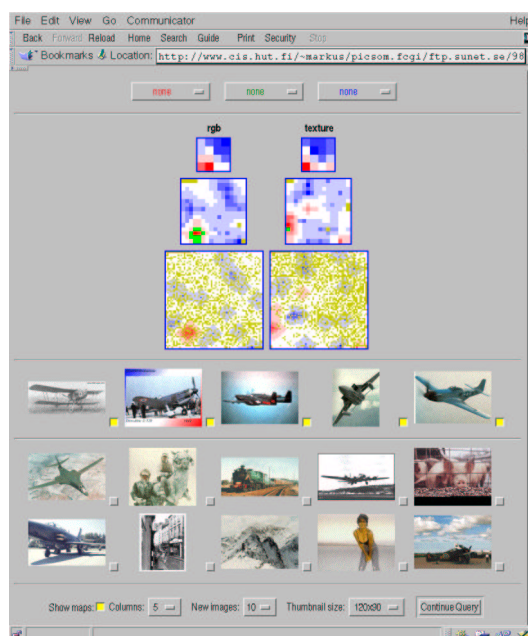 File Edit View Go Communicator Help
Back Forward Reload Home Search Guide Print Security Stop
Bookmarks Location: http://www.cis.hut.fi/~markus/picsom.fcgi/ftp.sunet.se/98
none none none
rgb texture
Show maps: Columns: 5 New images: 10 Thumbnail size: 120x90 Continue Query